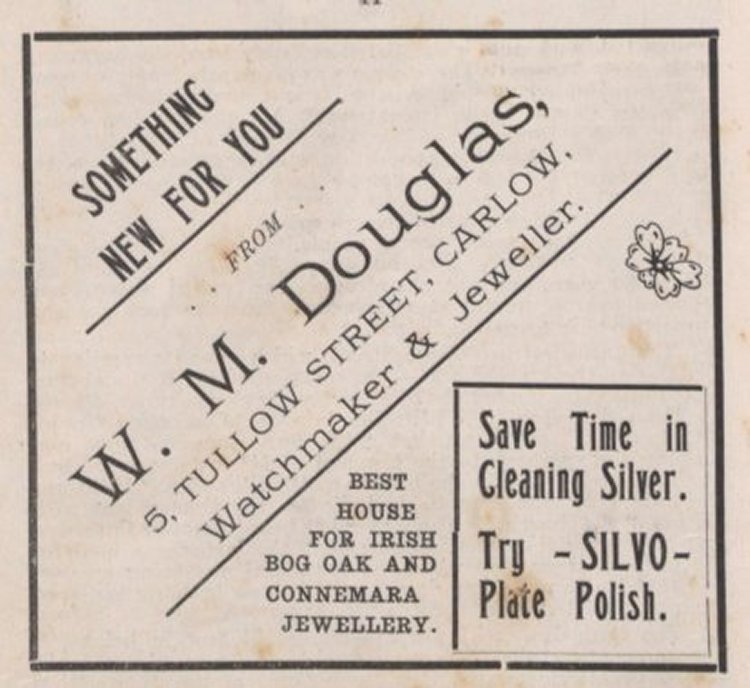 SOMETHING
NEW FOR YOU
. . FROM . .
W. M. Douglas,
5, TULLOW STREET, CARLOW,
Watchmaker & Jeweller.
BEST
HOUSE
FOR IRISH
BOG OAK AND
CONNEMARA
JEWELLERY.
Save Time in
Cleaning Silver.
Try - SILVO -
Plate Polish.